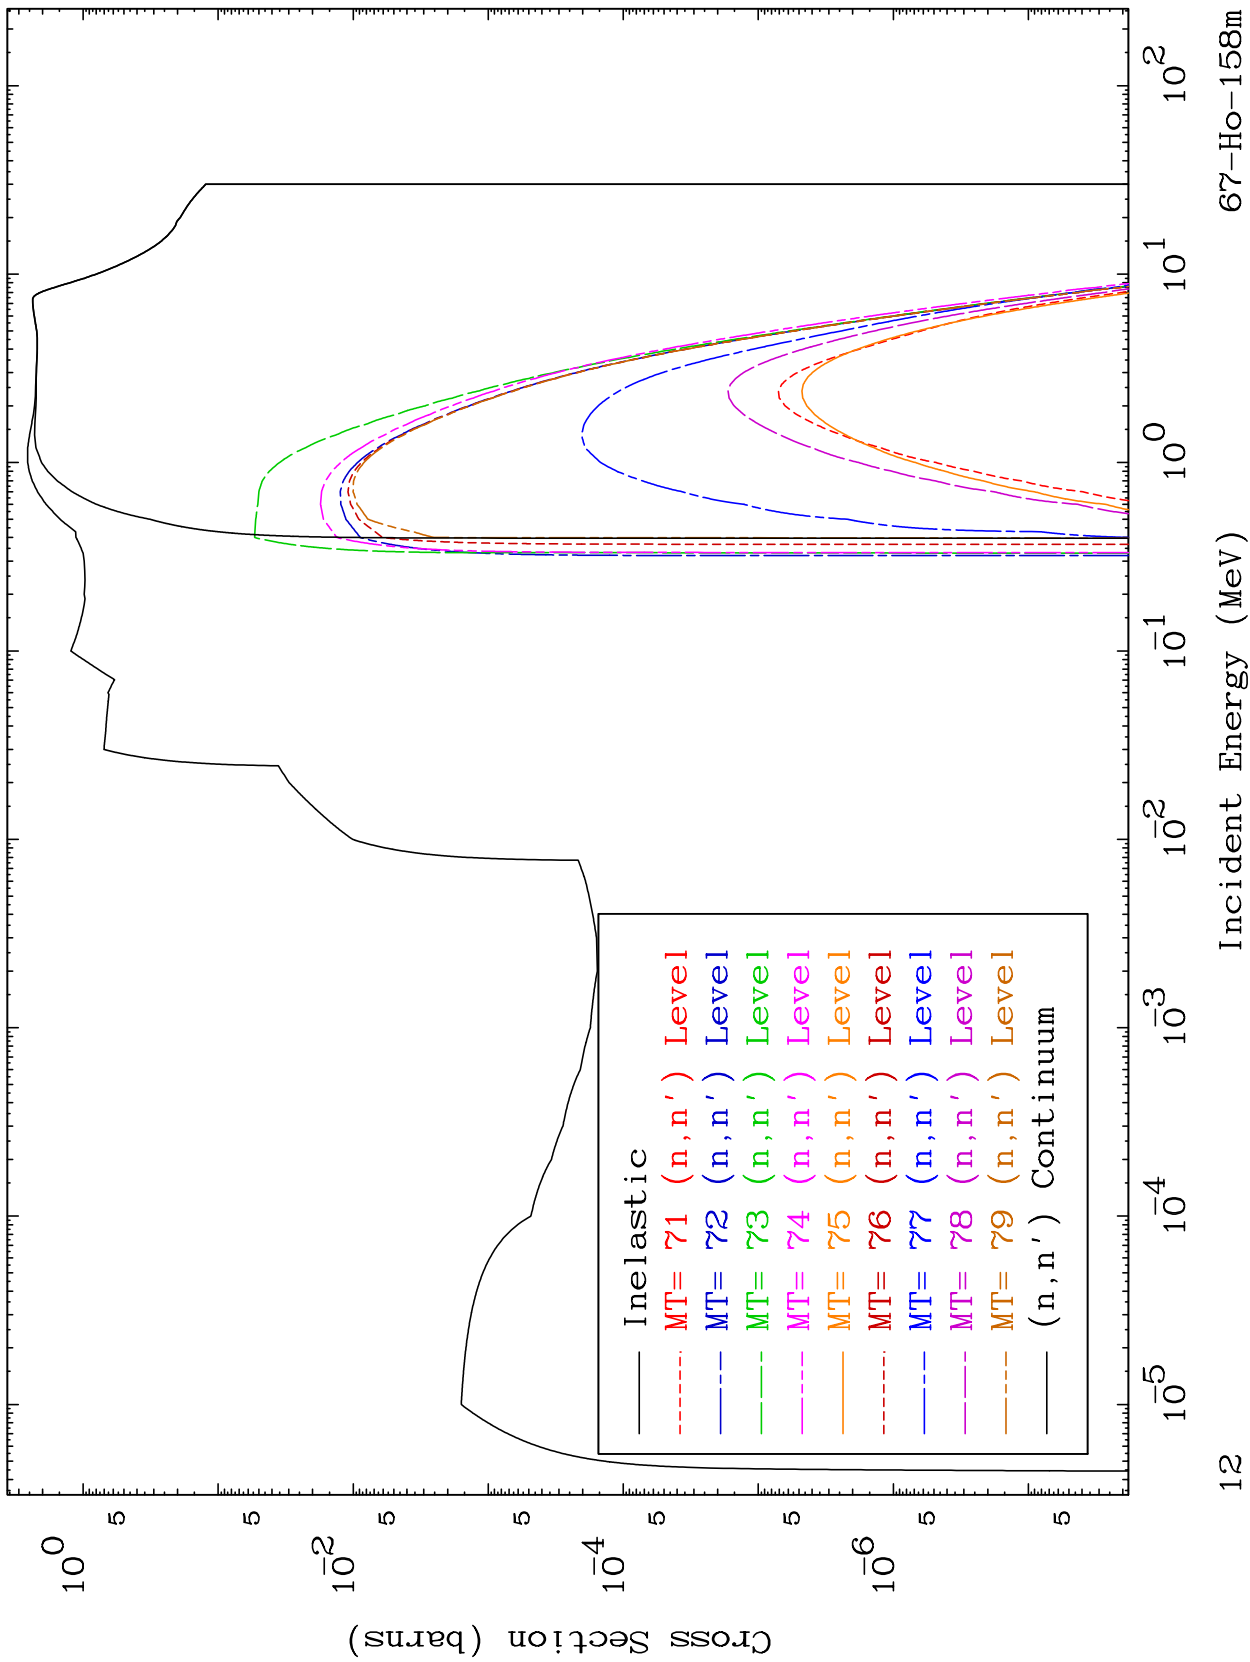 Cross Section (barns)
10^0
5
5
10^-2
5
5
10^-4
5
5
10^-6
5
5
Inelastic
MT= 71 (n,n') Level
MT= 72 (n,n') Level
MT= 73 (n,n') Level
MT= 74 (n,n') Level
MT= 75 (n,n') Level
MT= 76 (n,n') Level
MT= 77 (n,n') Level
MT= 78 (n,n') Level
MT= 79 (n,n') Level
(n,n') Continuum
10^-5 10^-4 10^-3 10^-2 10^-1 10^0 10^1 10^2
Incident Energy (MeV)
12
67-Ho-158m